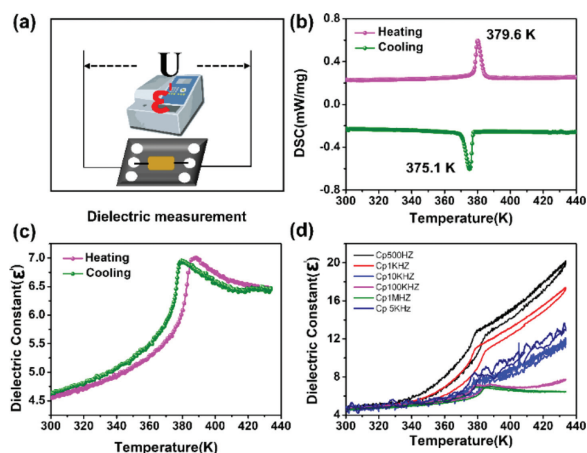 (a)
U
ε'
Dielectric measurement
(b)
Heating
Cooling
379.6 K
375.1 K
DSC(mW/mg)
0.8
0.4
0.0
-0.4
-0.8
300 320 340 360 380 400 420 440
Temperature(K)
(c)
Heating
Cooling
Dielectric Constant(ε')
7.0
6.5
6.0
5.5
5.0
4.5
4.0
300 320 340 360 380 400 420 440
Temperature(K)
(d)
Cp500HZ
Cp1KHZ
Cp10KHZ
Cp100KHZ
Cp1MHZ
Cp 5KHz
Dielectric Constant(ε')
20
16
12
8
4
300 320 340 360 380 400 420 440
Temperature(K)